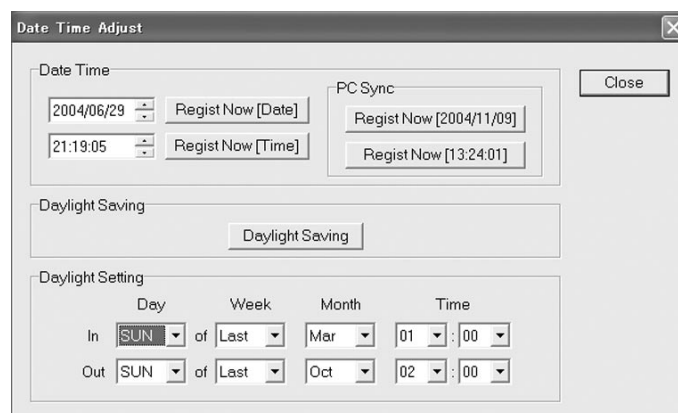 Date Time Adjust
Date Time
2004/06/29 Regist Now [Date]
21:19:05 Regist Now [Time]
PC Sync
Regist Now [2004/11/09]
Regist Now [13:24:01]
Close
Daylight Saving
Daylight Saving
Daylight Setting
Day Week Month Time
In SUN of Last Mar 01 : 00
Out SUN of Last Oct 02 : 00